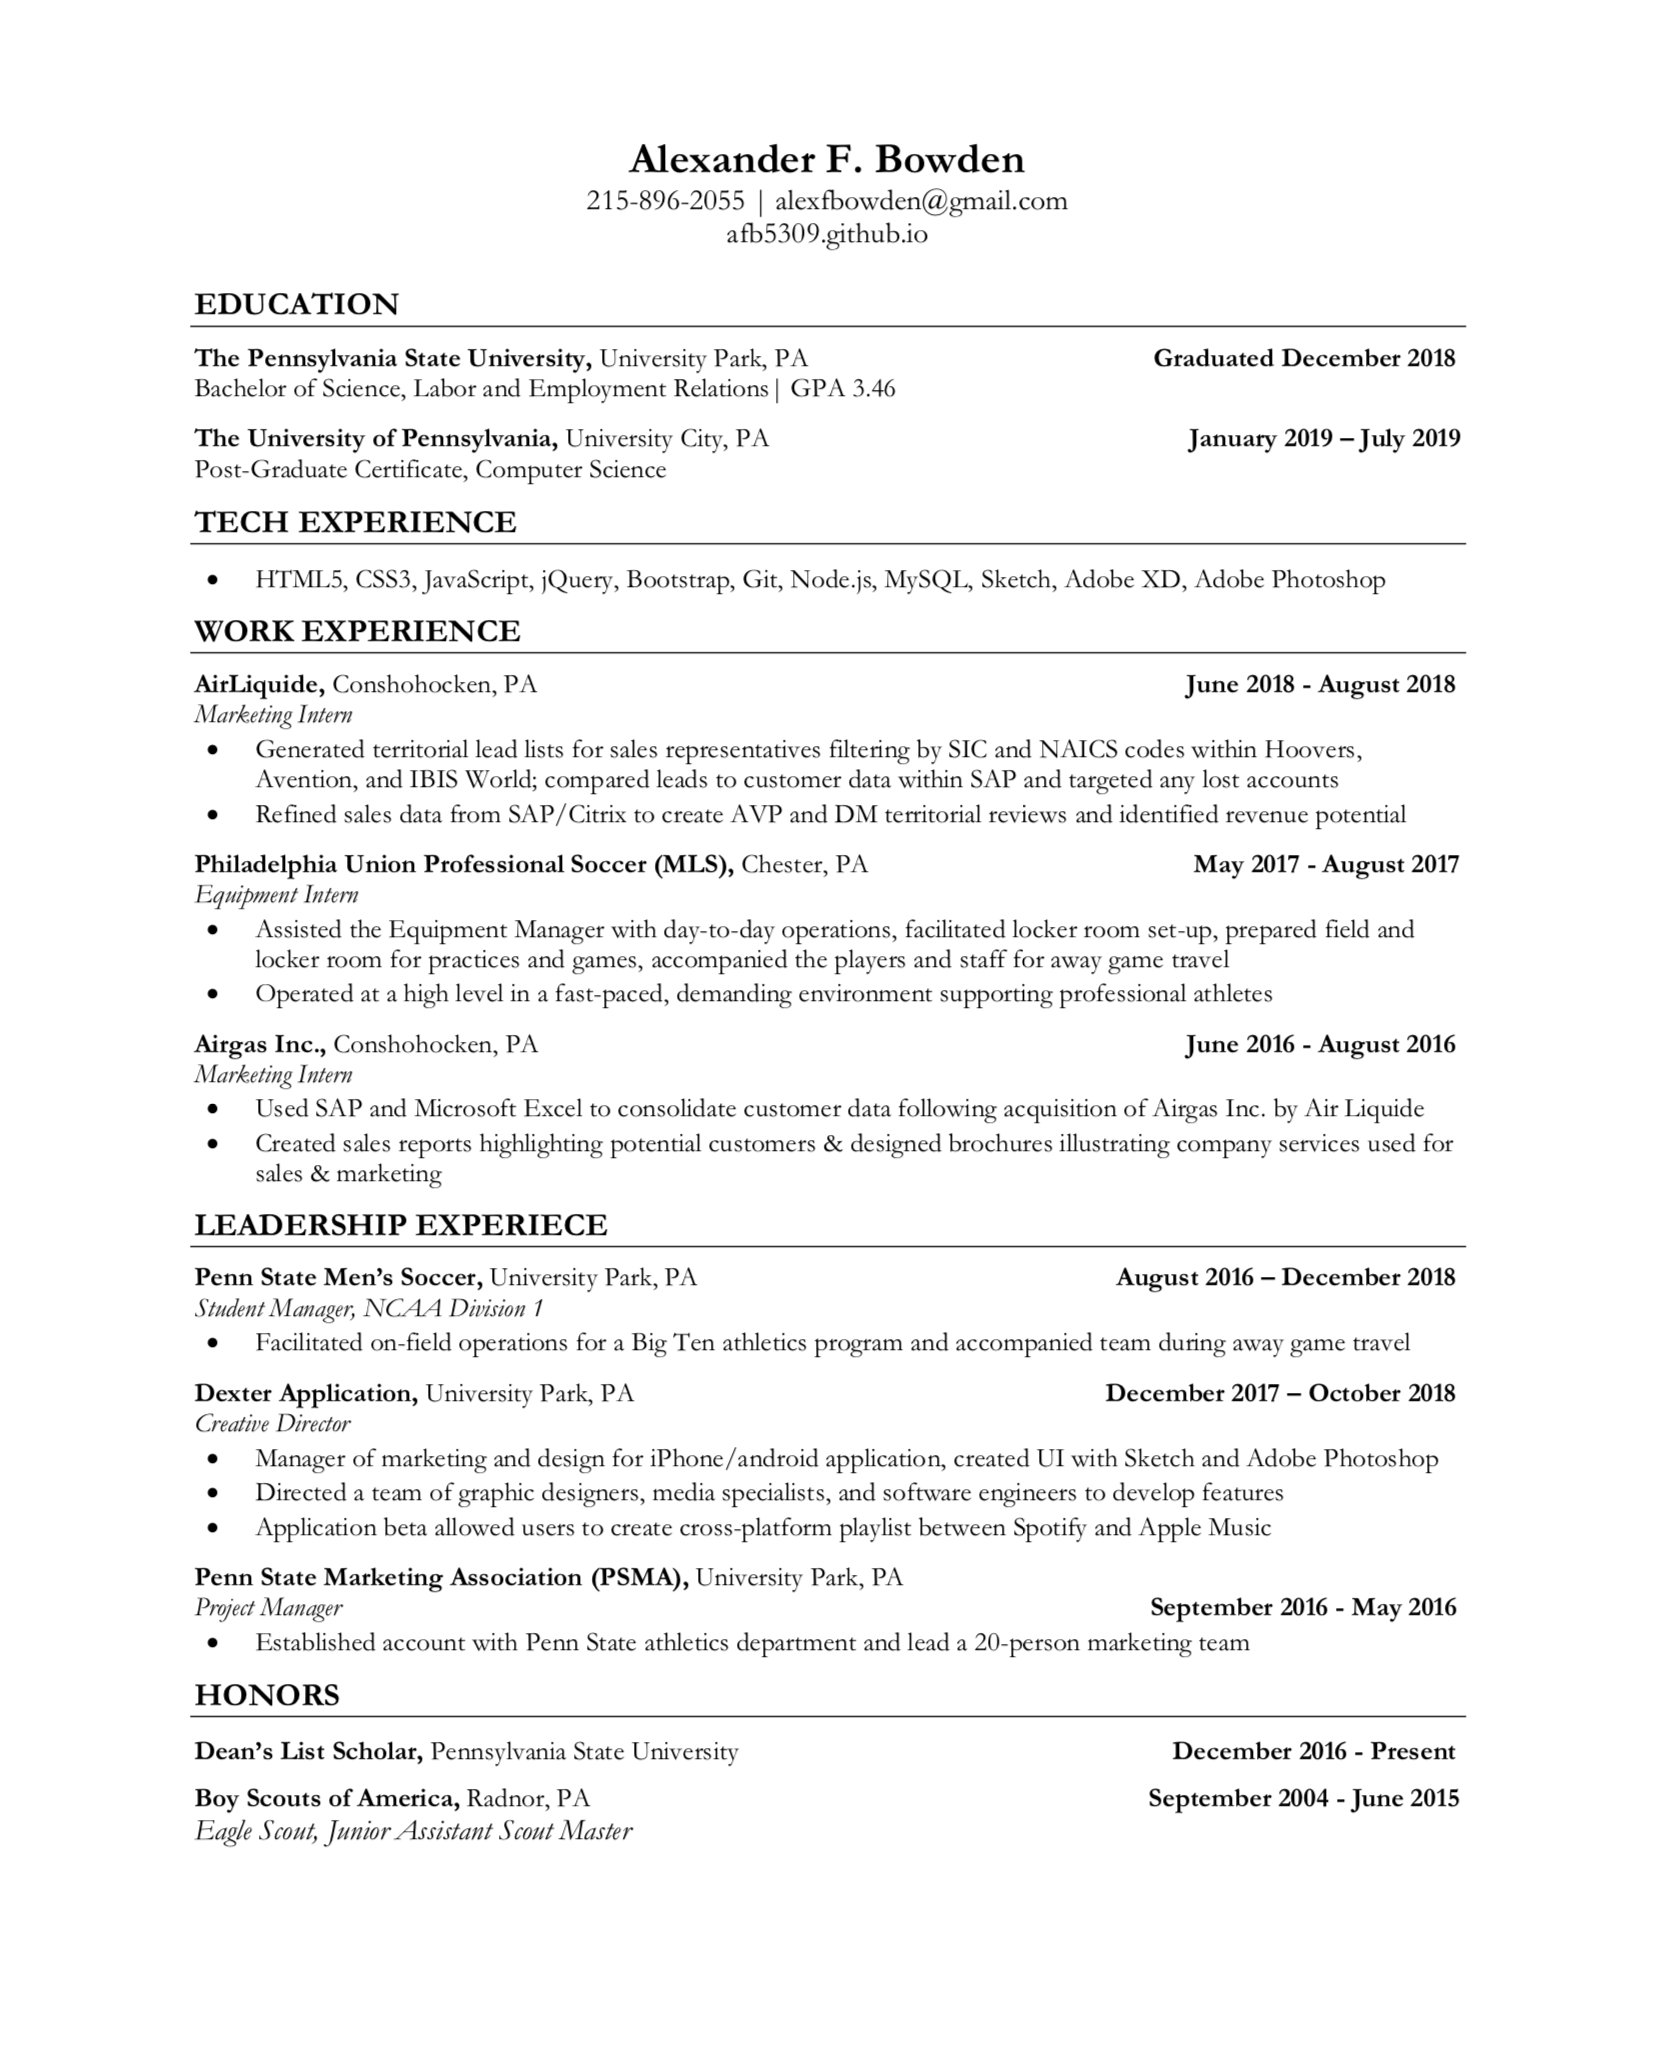 Alexander F. Bowden
215-896-2055 | alexfbowden@gmail.com
afb5309.github.io
EDUCATION
The Pennsylvania State University, University Park, PA Graduated December 2018
Bachelor of Science, Labor and Employment Relations | GPA 3.46
The University of Pennsylvania, University City, PA January 2019 – July 2019
Post-Graduate Certificate, Computer Science
TECH EXPERIENCE
• HTML5, CSS3, JavaScript, jQuery, Bootstrap, Git, Node.js, MySQL, Sketch, Adobe XD, Adobe Photoshop
WORK EXPERIENCE
AirLiquide, Conshohocken, PA June 2018 - August 2018
Marketing Intern
• Generated territorial lead lists for sales representatives filtering by SIC and NAICS codes within Hoovers,
Avention, and IBIS World; compared leads to customer data within SAP and targeted any lost accounts
• Refined sales data from SAP/Citrix to create AVP and DM territorial reviews and identified revenue potential
Philadelphia Union Professional Soccer (MLS), Chester, PA May 2017 - August 2017
Equipment Intern
• Assisted the Equipment Manager with day-to-day operations, facilitated locker room set-up, prepared field and
locker room for practices and games, accompanied the players and staff for away game travel
• Operated at a high level in a fast-paced, demanding environment supporting professional athletes
Airgas Inc., Conshohocken, PA June 2016 - August 2016
Marketing Intern
• Used SAP and Microsoft Excel to consolidate customer data following acquisition of Airgas Inc. by Air Liquide
• Created sales reports highlighting potential customers & designed brochures illustrating company services used for
sales & marketing
LEADERSHIP EXPERIECE
Penn State Men's Soccer, University Park, PA August 2016 – December 2018
Student Manager, NCAA Division 1
• Facilitated on-field operations for a Big Ten athletics program and accompanied team during away game travel
Dexter Application, University Park, PA December 2017 – October 2018
Creative Director
• Manager of marketing and design for iPhone/android application, created UI with Sketch and Adobe Photoshop
• Directed a team of graphic designers, media specialists, and software engineers to develop features
• Application beta allowed users to create cross-platform playlist between Spotify and Apple Music
Penn State Marketing Association (PSMA), University Park, PA
Project Manager September 2016 - May 2016
• Established account with Penn State athletics department and lead a 20-person marketing team
HONORS
Dean's List Scholar, Pennsylvania State University December 2016 - Present
Boy Scouts of America, Radnor, PA September 2004 - June 2015
Eagle Scout, Junior Assistant Scout Master